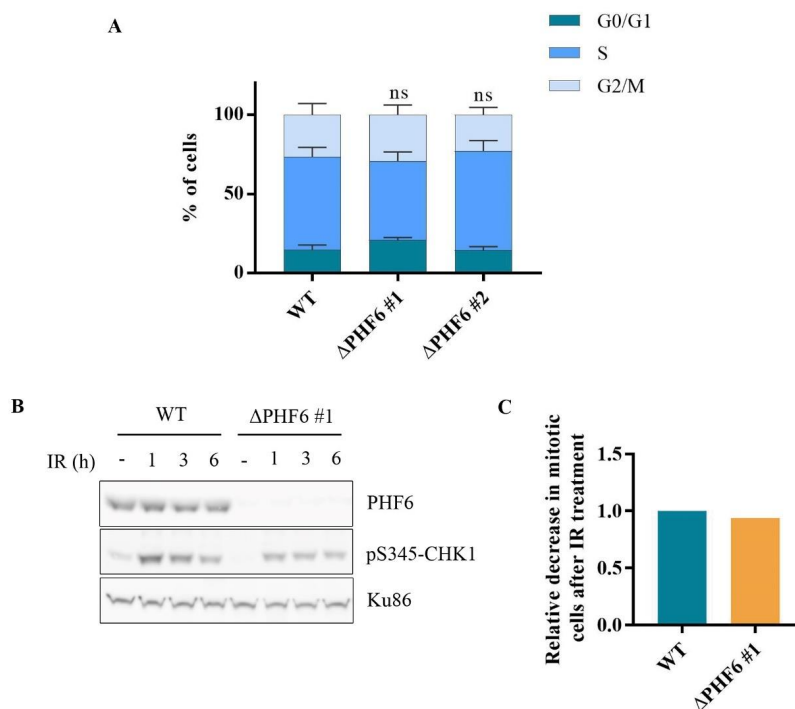 A
G0/G1
S
G2/M
% of cells
100
50
0
ns
ns
WT
ΔPHF6 #1
ΔPHF6 #2
B
WT
ΔPHF6 #1
IR (h)
- 1 3 6 - 1 3 6
PHF6
pS345-CHK1
Ku86
C
Relative decrease in mitotic
cells after IR treatment
1.5
1.0
0.5
0.0
WT
ΔPHF6 #1